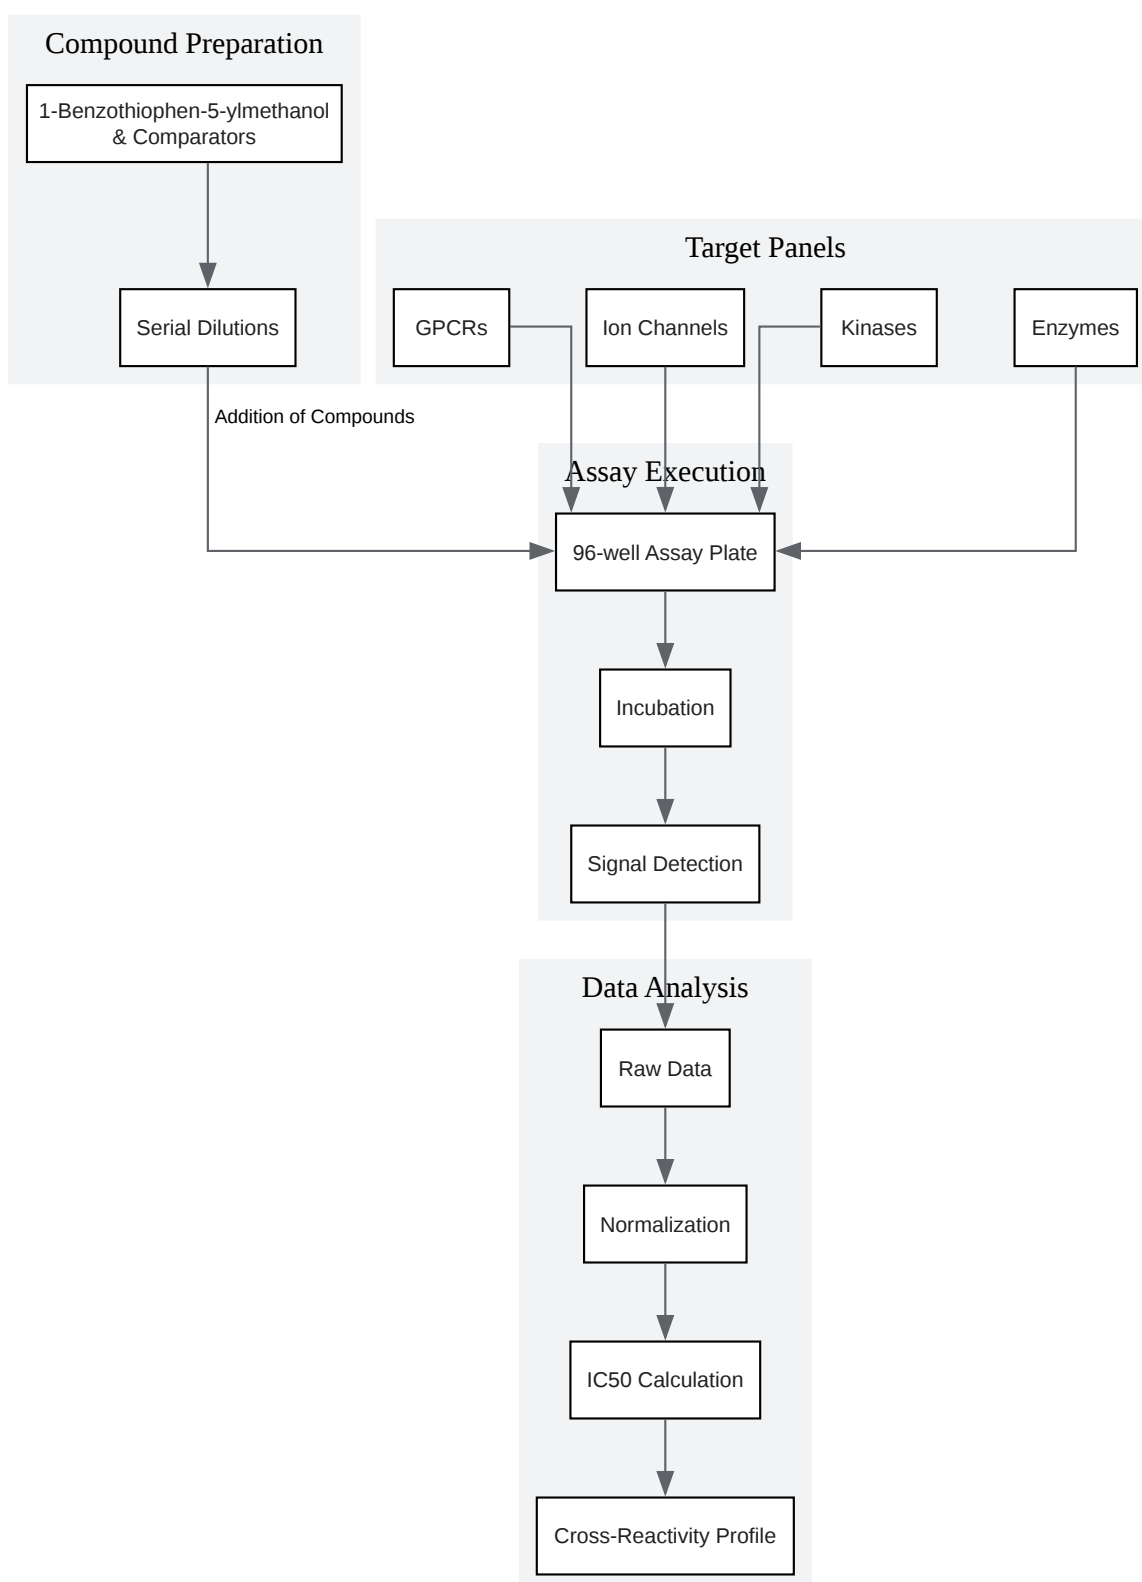 Compound Preparation
1-Benzothiophen-5-ylmethanol
& Comparators
Serial Dilutions
Target Panels
GPCRs
Ion Channels
Kinases
Enzymes
Addition of Compounds
Assay Execution
96-well Assay Plate
Incubation
Signal Detection
Data Analysis
Raw Data
Normalization
IC50 Calculation
Cross-Reactivity Profile